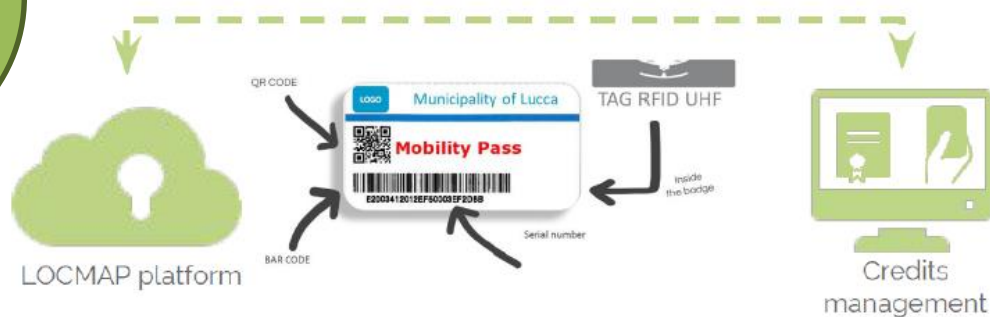 QR CODE
LOGO
Municipality of Lucca
Mobility Pass
E2003412012EF50003EF2D8B
BAR CODE
Serial number
TAG RFID UHF
Inside
the badge
LOCMAP platform
Credits
management